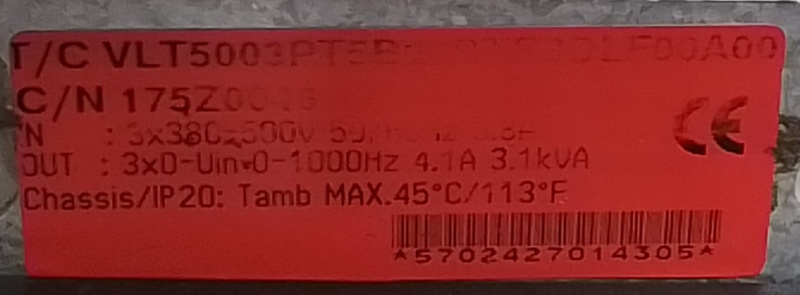 T/C VLT5003PT5B
C/N
IN : 3x380-500V
OUT : 3x0-Uin 0-1000Hz 4.1A 3.1kVA
Chassis/IP20: Tamb MAX.45°C/113°F
*5702427014305*
CE